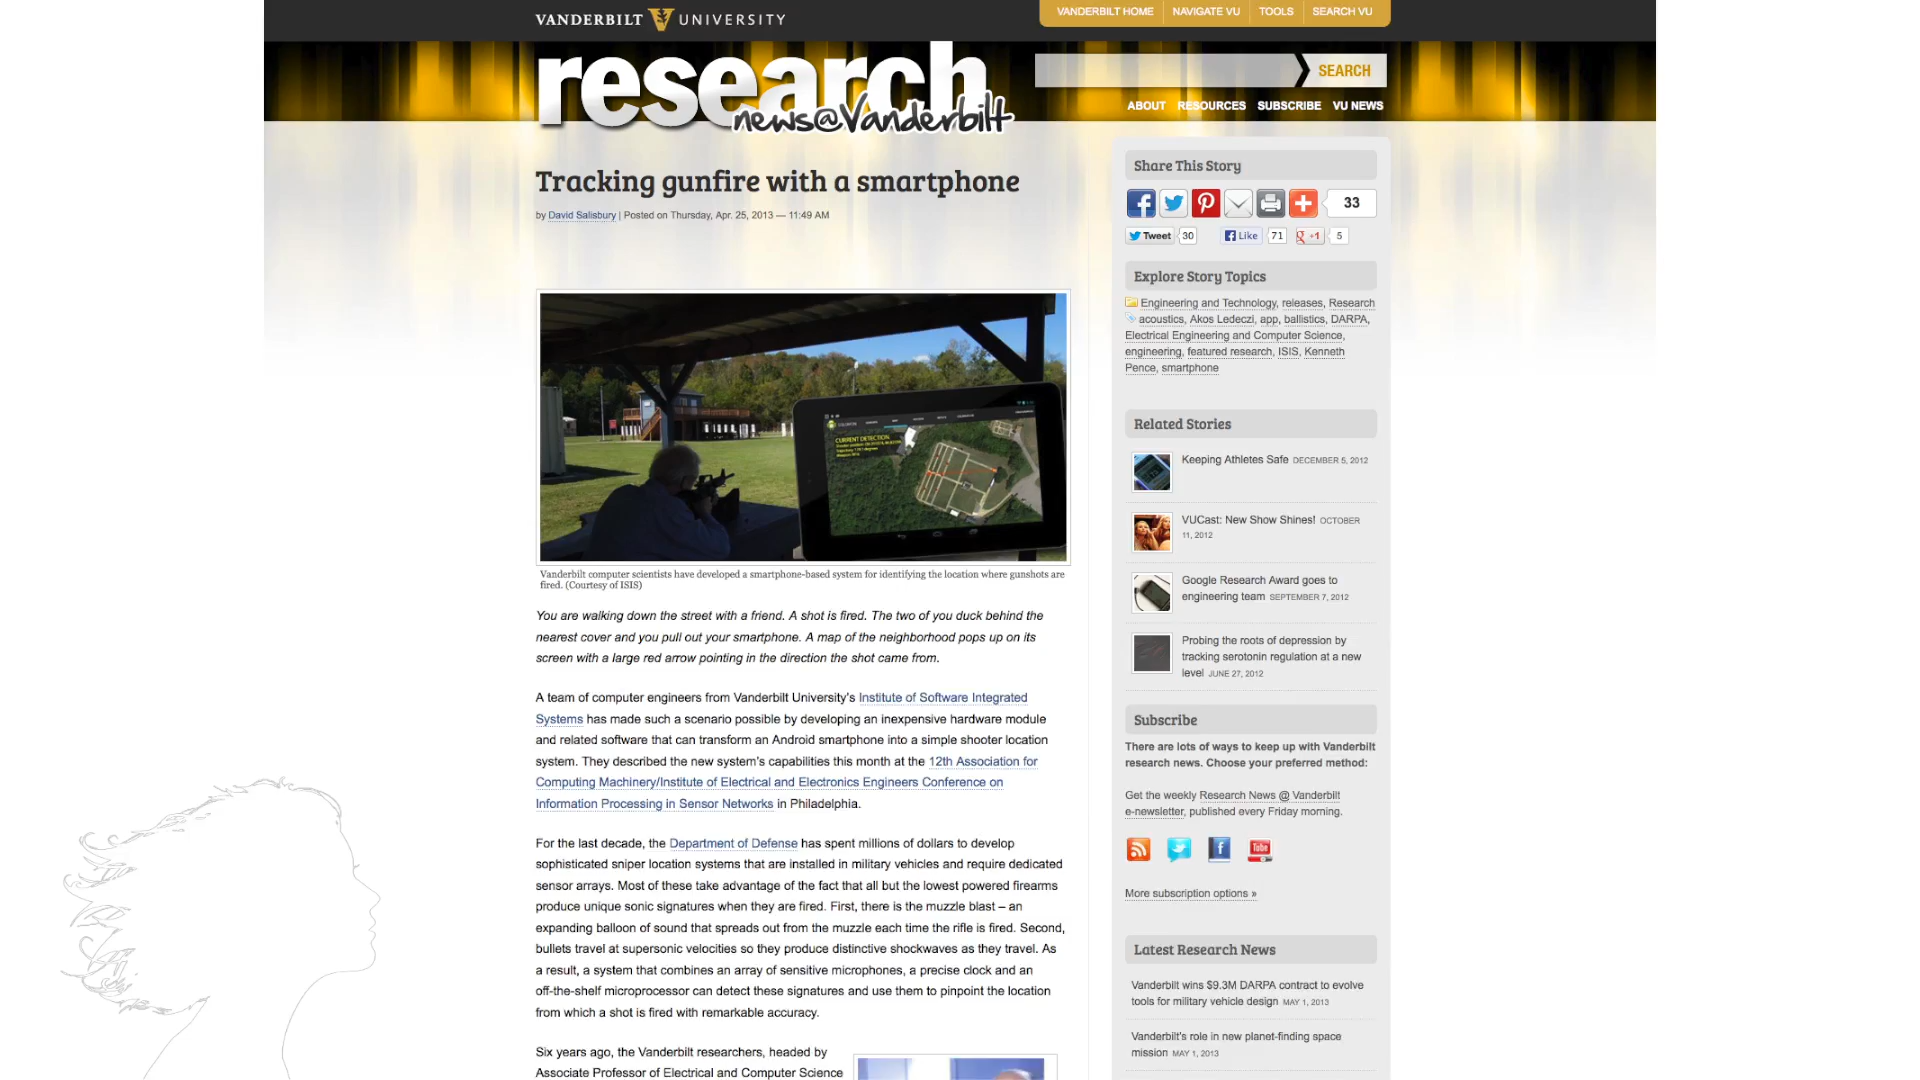 VANDERBILT UNIVERSITY
VANDERBILT HOME NAVIGATE VU TOOLS SEARCH VU
research
news@Vanderbilt
SEARCH
ABOUT RESOURCES SUBSCRIBE VU NEWS
Tracking gunfire with a smartphone
by David Salisbury | Posted on Thursday, Apr. 25, 2013 — 11:49 AM
CURRENT DETECTION
Vanderbilt computer scientists have developed a smartphone-based system for identifying the location where gunshots are
fired. (Courtesy of ISIS)
You are walking down the street with a friend. A shot is fired. The two of you duck behind the
nearest cover and you pull out your smartphone. A map of the neighborhood pops up on its
screen with a large red arrow pointing in the direction the shot came from.
A team of computer engineers from Vanderbilt University's Institute of Software Integrated
Systems has made such a scenario possible by developing an inexpensive hardware module
and related software that can transform an Android smartphone into a simple shooter location
system. They described the new system's capabilities this month at the 12th Association for
Computing Machinery/Institute of Electrical and Electronics Engineers Conference on
Information Processing in Sensor Networks in Philadelphia.
For the last decade, the Department of Defense has spent millions of dollars to develop
sophisticated sniper location systems that are installed in military vehicles and require dedicated
sensor arrays. Most of these take advantage of the fact that all but the lowest powered firearms
produce unique sonic signatures when they are fired. First, there is the muzzle blast – an
expanding balloon of sound that spreads out from the muzzle each time the rifle is fired. Second,
bullets travel at supersonic velocities so they produce distinctive shockwaves as they travel. As
a result, a system that combines an array of sensitive microphones, a precise clock and an
off-the-shelf microprocessor can detect these signatures and use them to pinpoint the location
from which a shot is fired with remarkable accuracy.
Six years ago, the Vanderbilt researchers, headed by
Associate Professor of Electrical and Computer Science
Share This Story
33
Tweet 30 Like 71 +1 5
Explore Story Topics
Engineering and Technology, releases, Research
acoustics, Akos Ledeczi, app, ballistics, DARPA,
Electrical Engineering and Computer Science,
engineering, featured research, ISIS, Kenneth
Pence, smartphone
Related Stories
Keeping Athletes Safe DECEMBER 5, 2012
VUCast: New Show Shines! OCTOBER
11, 2012
Google Research Award goes to
engineering team SEPTEMBER 7, 2012
Probing the roots of depression by
tracking serotonin regulation at a new
level JUNE 27, 2012
Subscribe
There are lots of ways to keep up with Vanderbilt
research news. Choose your preferred method:
Get the weekly Research News @ Vanderbilt
e-newsletter, published every Friday morning.
You
Tube
More subscription options »
Latest Research News
Vanderbilt wins $9.3M DARPA contract to evolve
tools for military vehicle design MAY 1, 2013
Vanderbilt's role in new planet-finding space
mission MAY 1, 2013